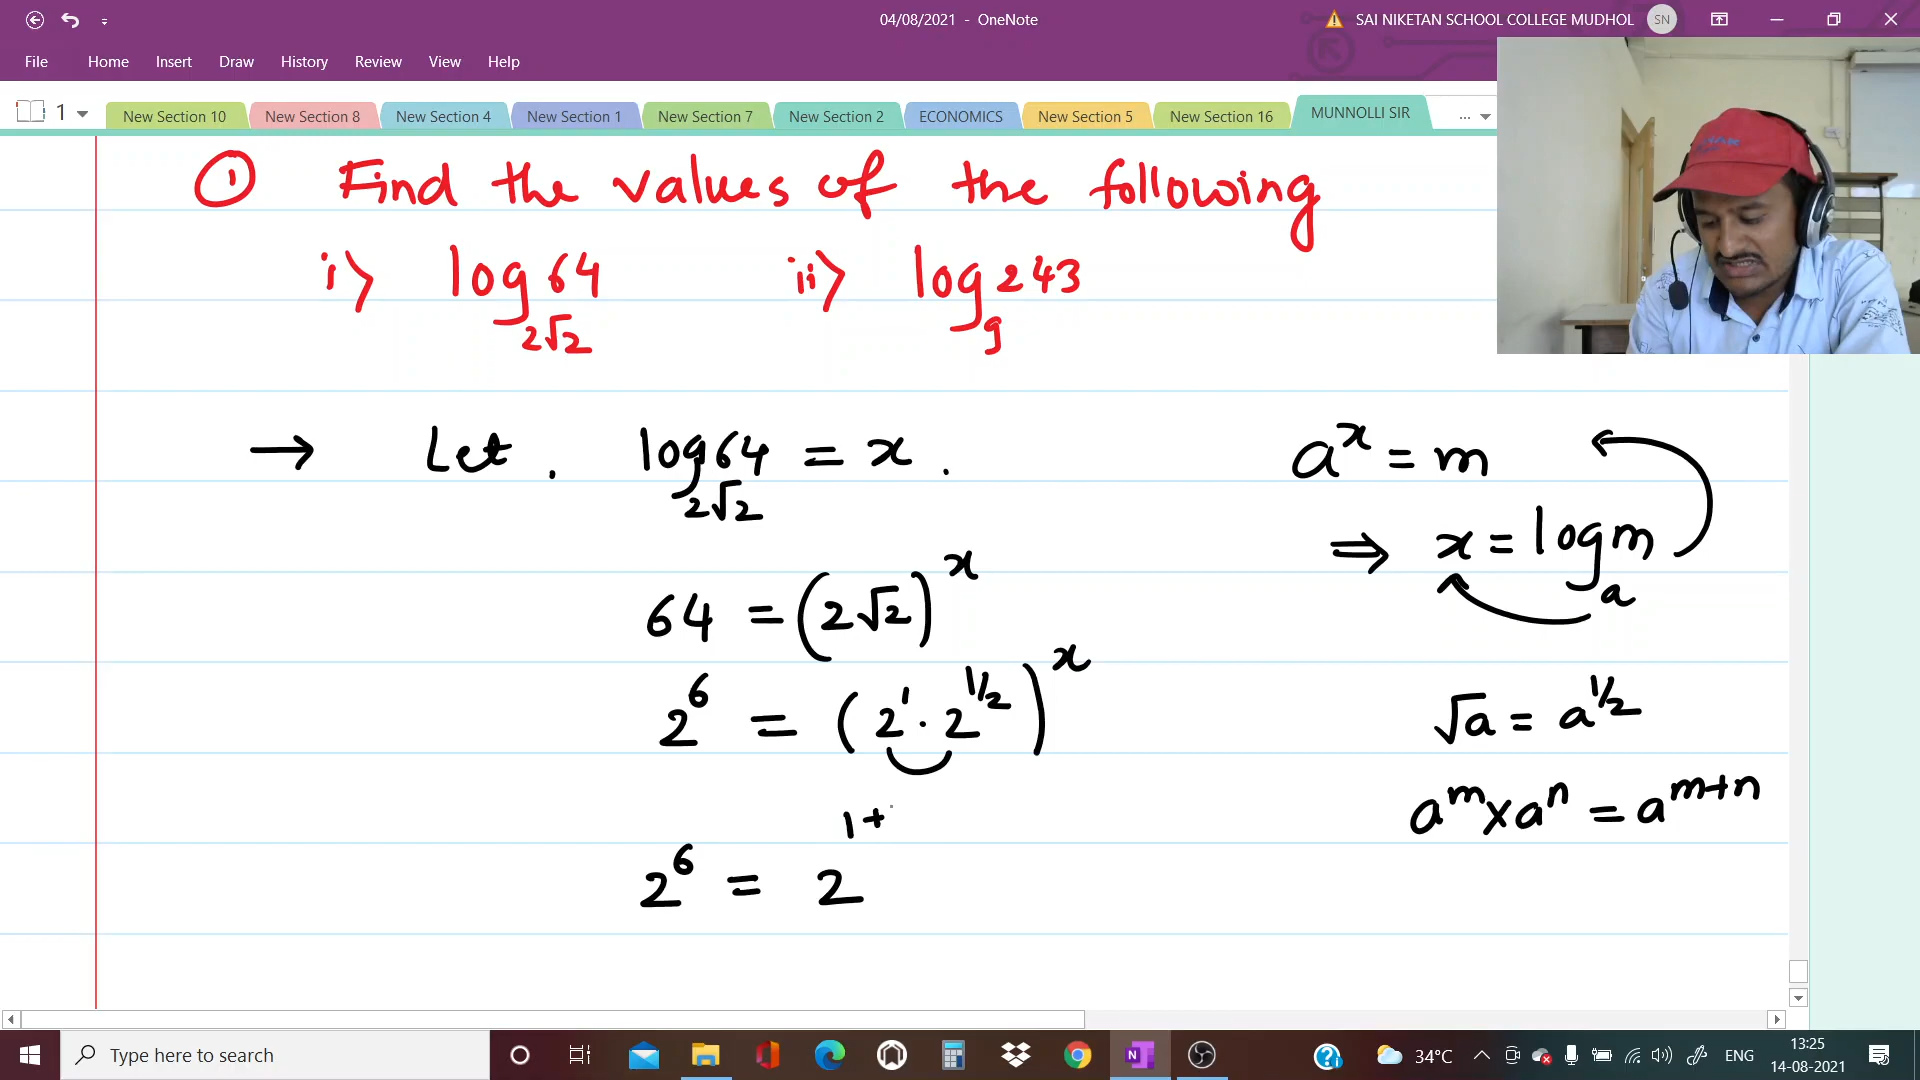 04/08/2021 - OneNote
SAI NIKETAN SCHOOL COLLEGE MUDHOL SN
File Home Insert Draw History Review View Help
1 New Section 10 New Section 8 New Section 4 New Section 1 New Section 7 New Section 2 ECONOMICS New Section 5 New Section 16 MUNNOLLI SIR ...
① Find the values of the following
i) log_{2√2} 64 ii) log_{9} 243
→ Let. log_{2√2} 64 = x.
64 = (2√2)^x
2^6 = (2^1 · 2^{1/2})^x
2^6 = 2^{1+
a^x = m
⇒ x = log_a m
√a = a^{1/2}
a^m × a^n = a^{m+n}
Type here to search
34°C ENG 13:25
14-08-2021